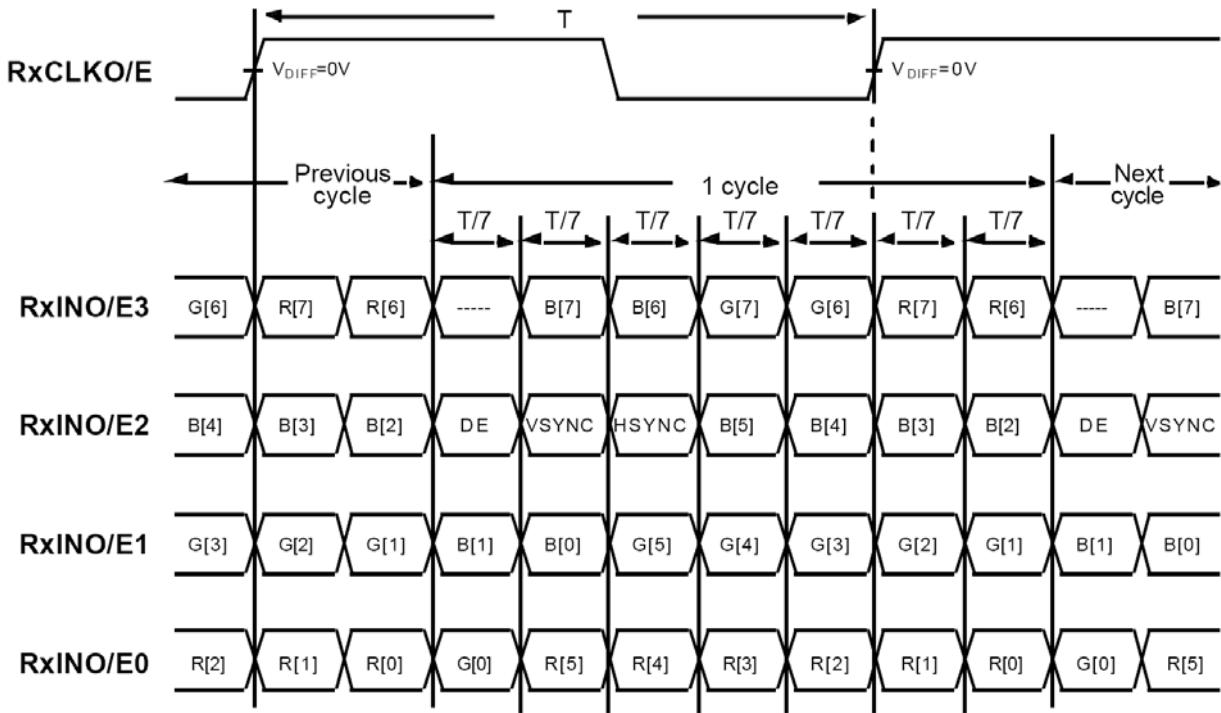 T
RxCLKO/E
VDIFF=0V VDIFF=0V
Previous cycle 1 cycle Next cycle
T/7 T/7 T/7 T/7 T/7 T/7 T/7
RxINO/E3 G[6] R[7] R[6] ----- B[7] B[6] G[7] G[6] R[7] R[6] ----- B[7]
RxINO/E2 B[4] B[3] B[2] DE VSYNC HSYNC B[5] B[4] B[3] B[2] DE VSYNC
RxINO/E1 G[3] G[2] G[1] B[1] B[0] G[5] G[4] G[3] G[2] G[1] B[1] B[0]
RxINO/E0 R[2] R[1] R[0] G[0] R[5] R[4] R[3] R[2] R[1] R[0] G[0] R[5]